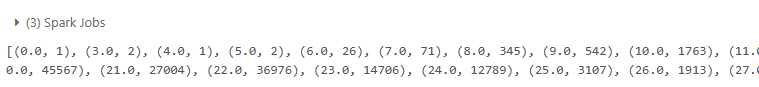 (3) Spark Jobs
[(0.0, 1), (3.0, 2), (4.0, 1), (5.0, 2), (6.0, 26), (7.0, 71), (8.0, 345), (9.0, 542), (10.0, 1763), (11.
0.0, 45567), (21.0, 27004), (22.0, 36976), (23.0, 14706), (24.0, 12789), (25.0, 3107), (26.0, 1913), (27.